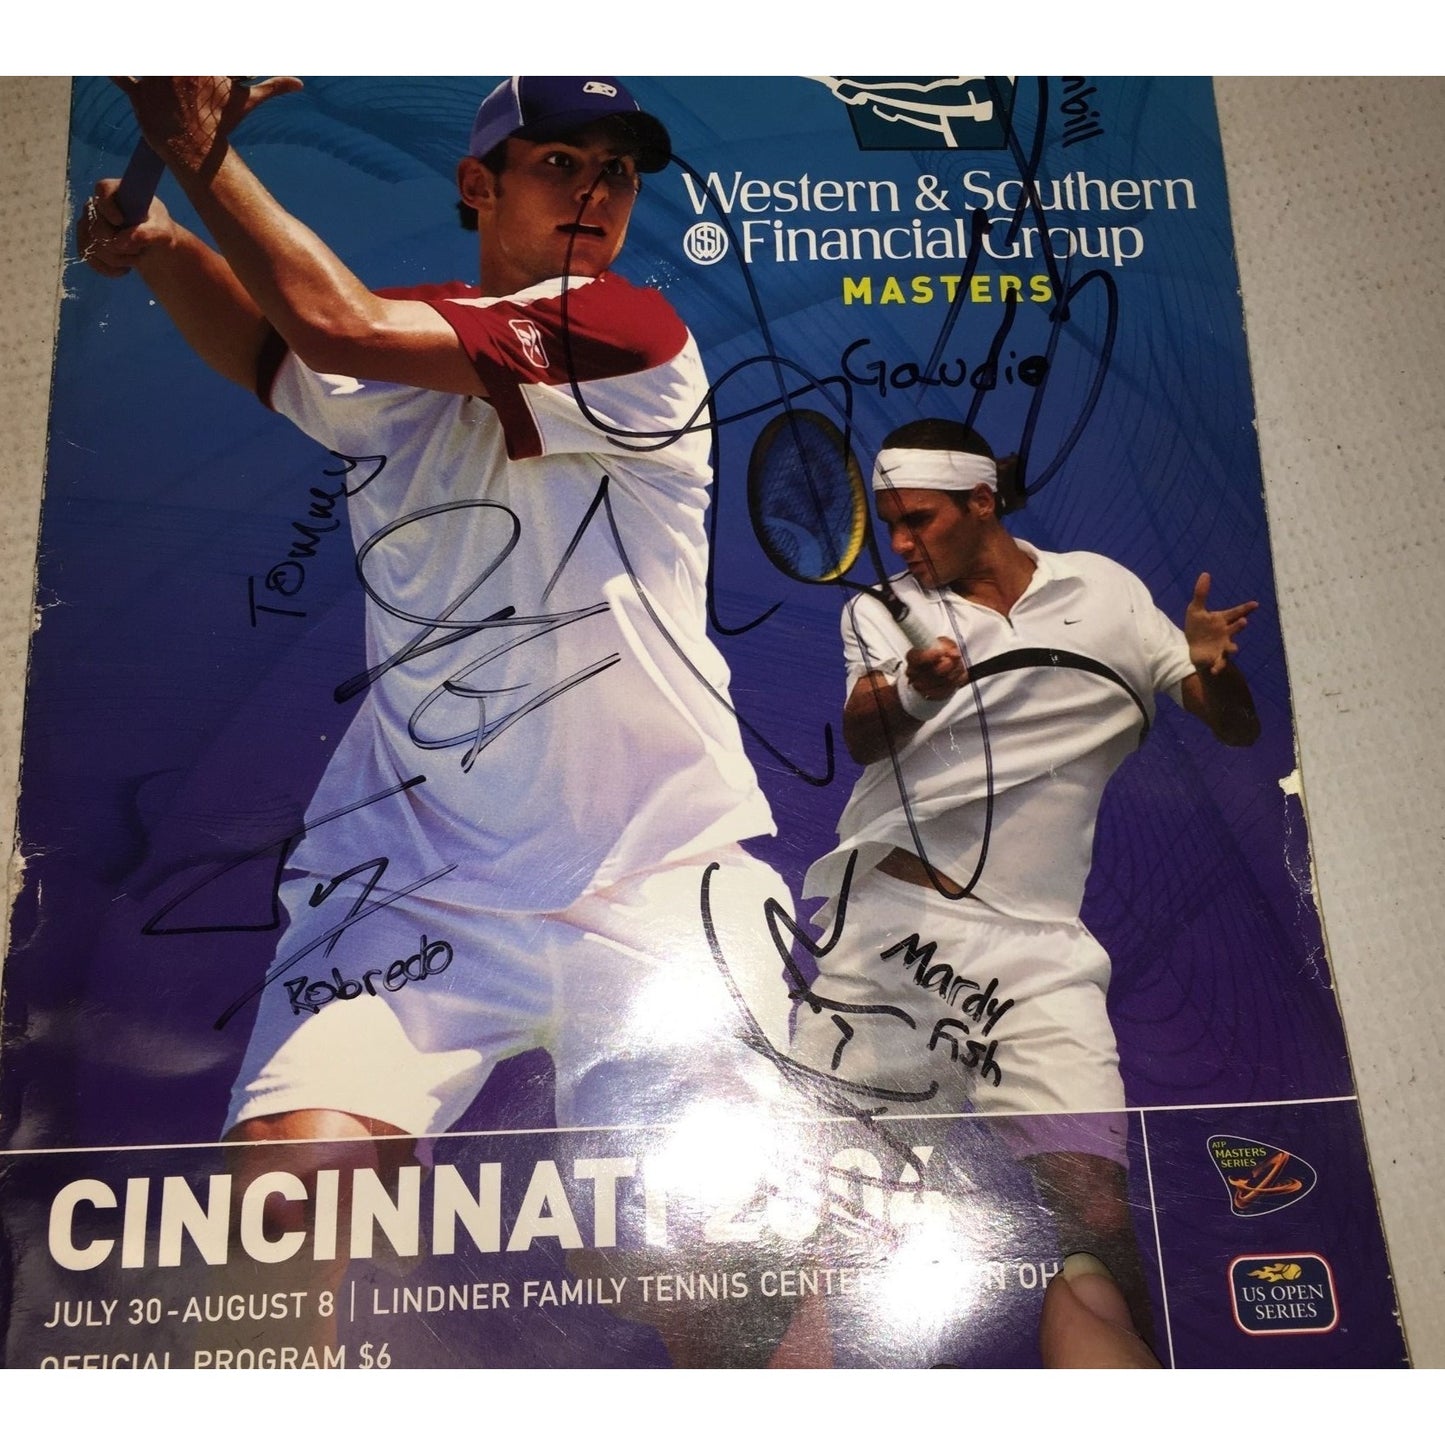 Western & Southern
Financial Group
MASTERS
Gaudio
Tommy
Robredo
Mardy
Fish
CINCINNATI 2004
JULY 30-AUGUST 8 | LINDNER FAMILY TENNIS CENTER
OFFICIAL PROGRAM $6
ATP
MASTERS
SERIES
US OPEN
SERIES